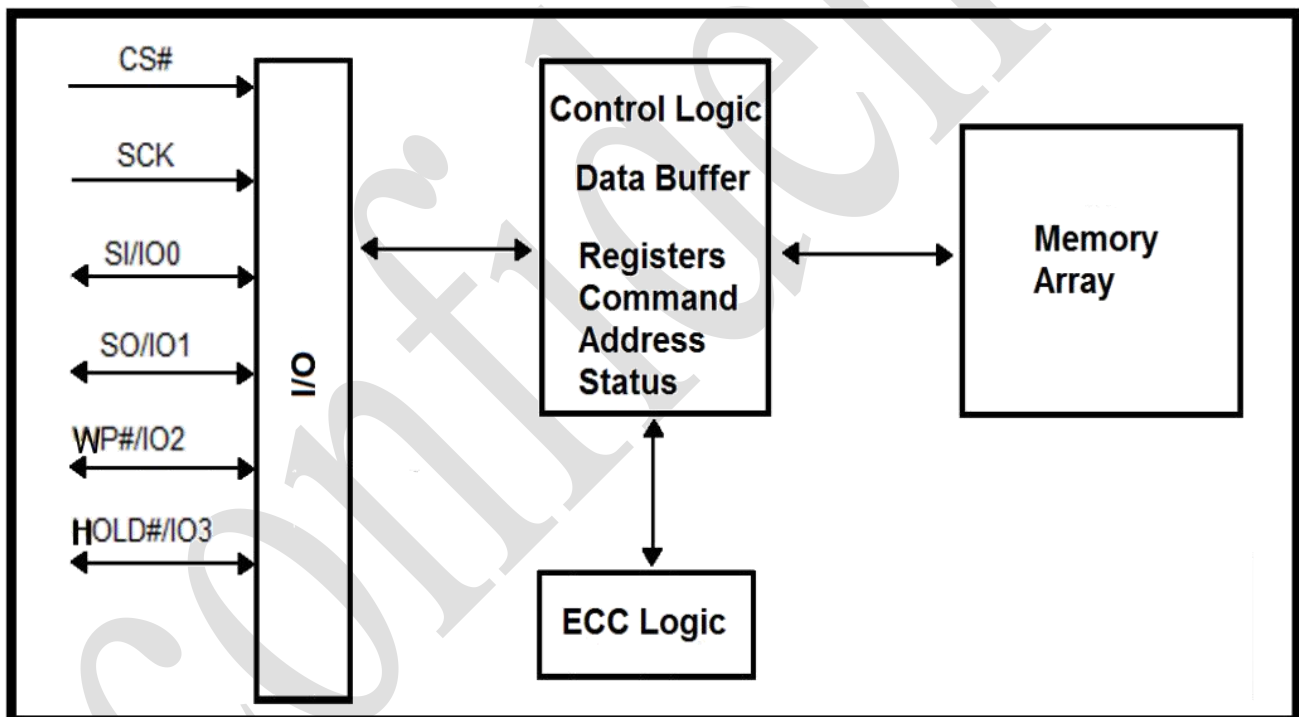 CS#
SCK
SI/IO0
SO/IO1
WP#/IO2
HOLD#/IO3
I/O
Control Logic
Data Buffer
Registers
Command
Address
Status
Memory
Array
ECC Logic